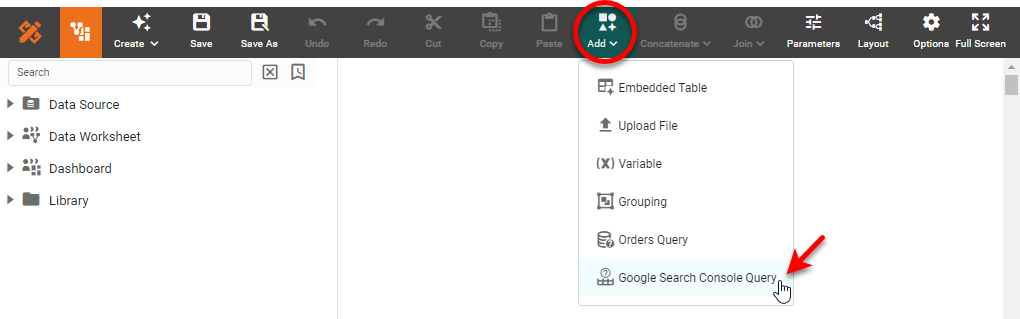 Create Save Save As Undo Redo Cut Copy Paste Add Concatenate Join Parameters Layout Options Full Screen
Search
Data Source
Data Worksheet
Dashboard
Library
Embedded Table
Upload File
(x) Variable
Grouping
Orders Query
Google Search Console Query